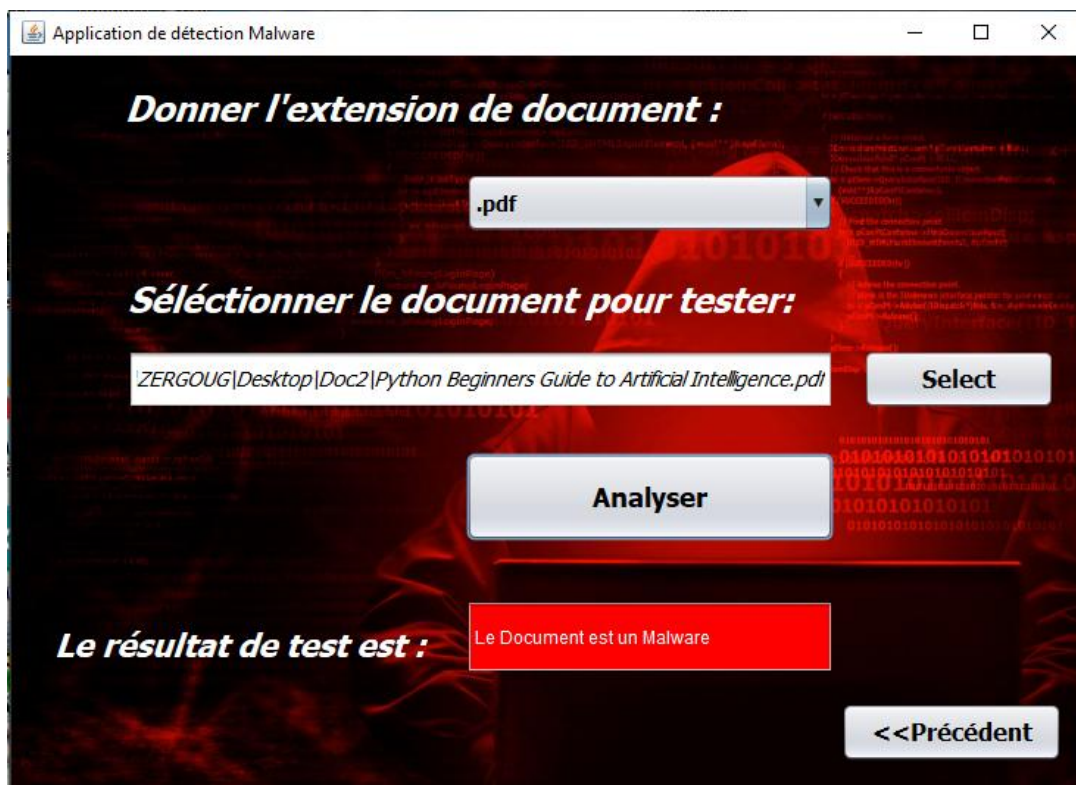 Application de détection Malware
Donner l'extension de document :
.pdf
Séléctionner le document pour tester:
\ZERGOUG\Desktop\Doc2\Python Beginners Guide to Artificial Intelligence.pdf
Select
Analyser
Le résultat de test est :
Le Document est un Malware
<<Précédent